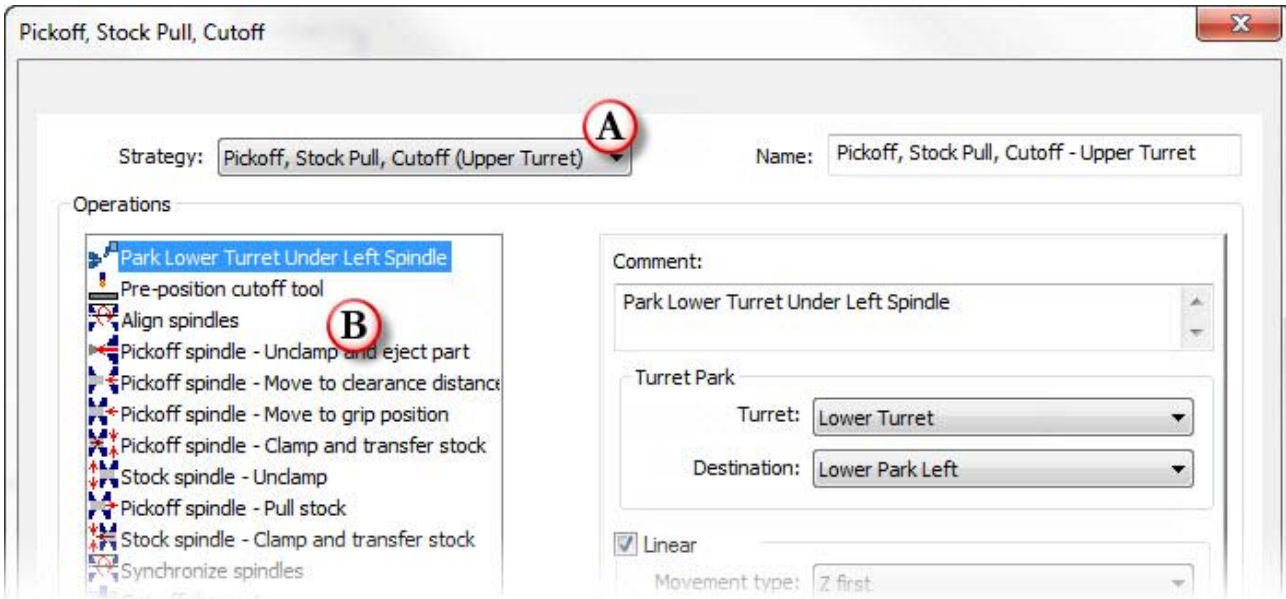 Pickoff, Stock Pull, Cutoff
A
Strategy: Pickoff, Stock Pull, Cutoff (Upper Turret)
Name: Pickoff, Stock Pull, Cutoff - Upper Turret
Operations
Park Lower Turret Under Left Spindle
Pre-position cutoff tool
Align spindles
B
Pickoff spindle - Unclamp and eject part
Pickoff spindle - Move to clearance distance
Pickoff spindle - Move to grip position
Pickoff spindle - Clamp and transfer stock
Stock spindle - Unclamp
Pickoff spindle - Pull stock
Stock spindle - Clamp and transfer stock
Synchronize spindles
Comment:
Park Lower Turret Under Left Spindle
Turret Park
Turret: Lower Turret
Destination: Lower Park Left
Linear
Movement type: Z first